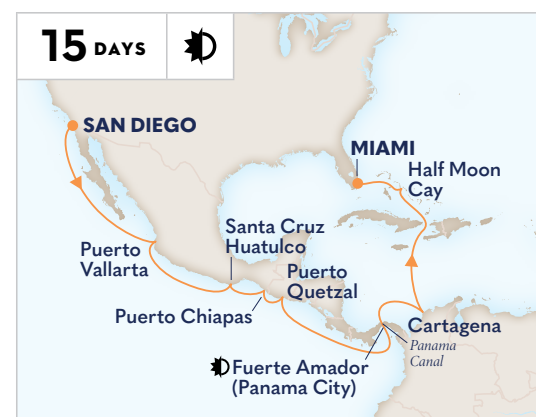 15 DAYS
SAN DIEGO
MIAMI
Half Moon
Cay
Santa Cruz
Huatulco
Puerto
Vallarta
Puerto
Quetzal
Puerto Chiapas
Cartagena
Panama
Canal
Fuerte Amador
(Panama City)